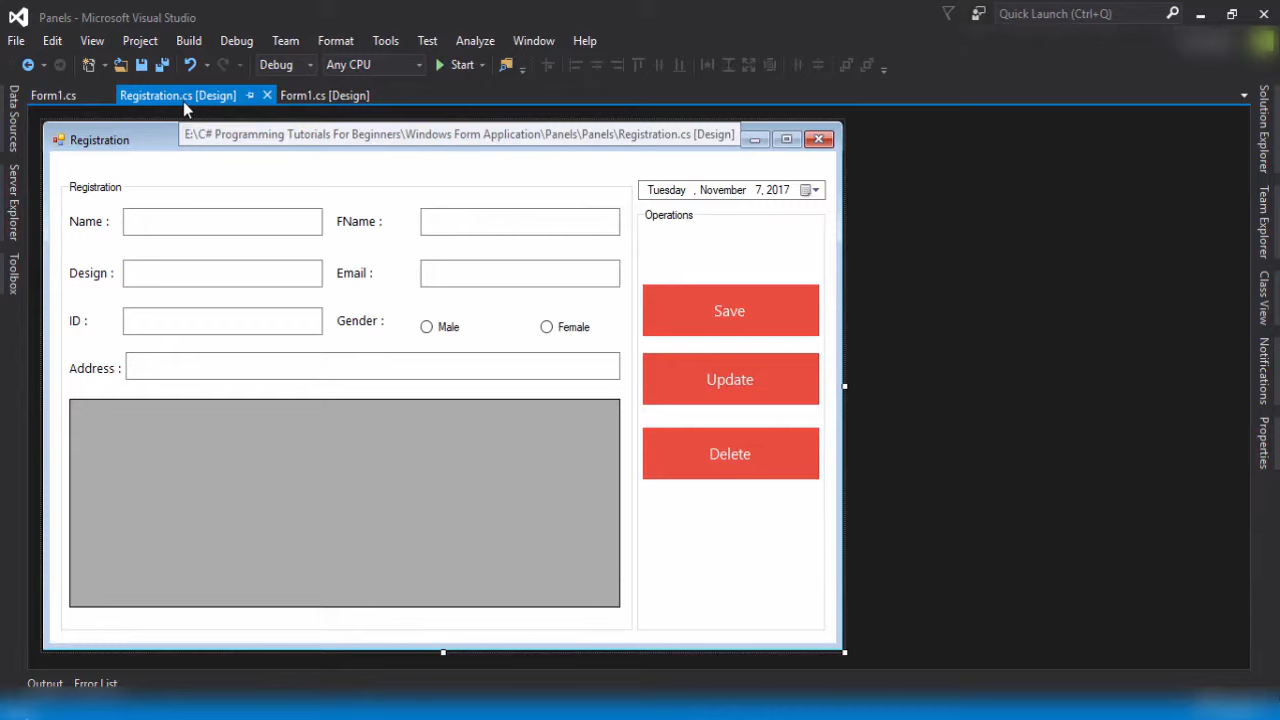 Panels - Microsoft Visual Studio
Quick Launch (Ctrl+Q)
File Edit View Project Build Debug Team Format Tools Test Analyze Window Help
Debug Any CPU Start
Form1.cs Registration.cs [Design] Form1.cs [Design]
E:\C# Programming Tutorials For Beginners\Windows Form Application\Panels\Panels\Registration.cs [Design]
Registration
Data Sources
Server Explorer
Toolbox
Registration
Tuesday , November 7, 2017
Operations
Name : FName :
Design : Email :
ID : Gender : Male Female
Address :
Save
Update
Delete
Solution Explorer
Team Explorer
Class View
Notifications
Properties
Output Error List